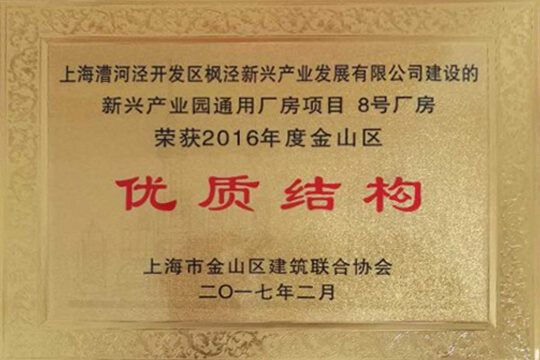 上海漕河泾开发区枫泾新兴产业发展有限公司建设的
新兴产业园通用厂房项目 8号厂房
荣获2016年度金山区
优质结构
上海市金山区建筑联合协会
二〇一七年二月